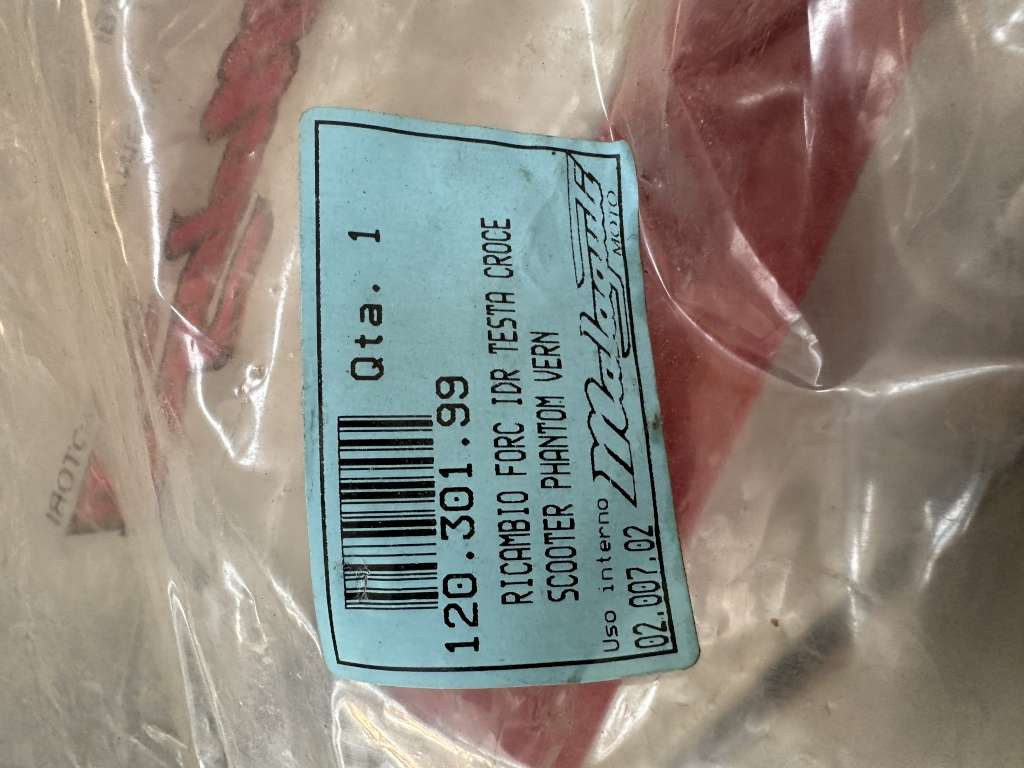 Qta. 1
120.301.99
RICAMBIO FORC IDR TESTA CROCE
SCOOTER PHANTOM VERN
Uso interno
Malaguti
MOTO
02.007.02